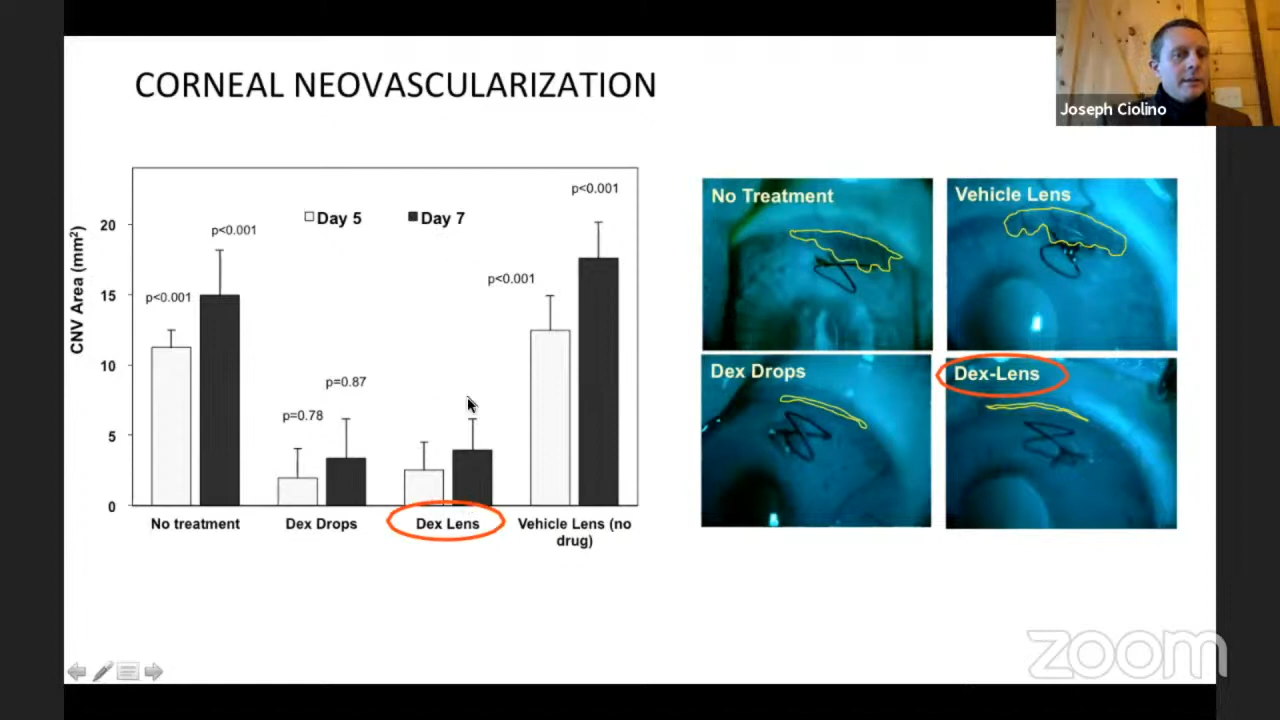 CORNEAL NEOVASCULARIZATION
Joseph Ciolino
CNV Area (mm²)
20
15
10
5
0
Day 5
Day 7
p<0.001
p<0.001
p=0.78
p=0.87
p<0.001
p<0.001
No treatment
Dex Drops
Dex Lens
Vehicle Lens (no
drug)
No Treatment
Vehicle Lens
Dex Drops
Dex-Lens
zoom